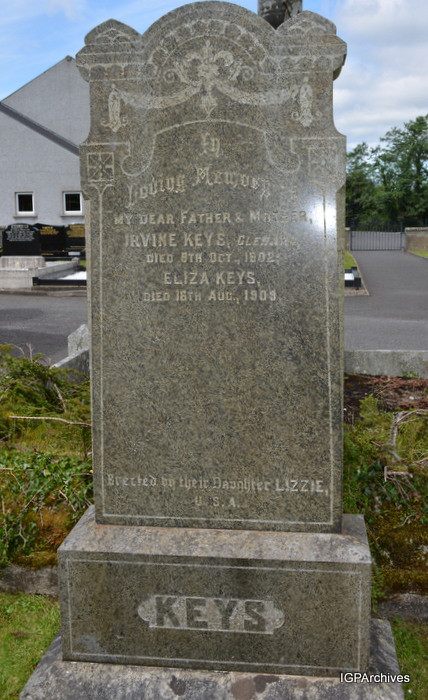 In
Loving Memory
MY DEAR FATHER & MOTHER,
IRVINE KEYS,
DIED 8TH OCT., 1902.
ELIZA KEYS,
DIED 16TH AUG., 1909.
Erected by their Daughter LIZZIE,
U.S.A.
KEYS
IGPArchives